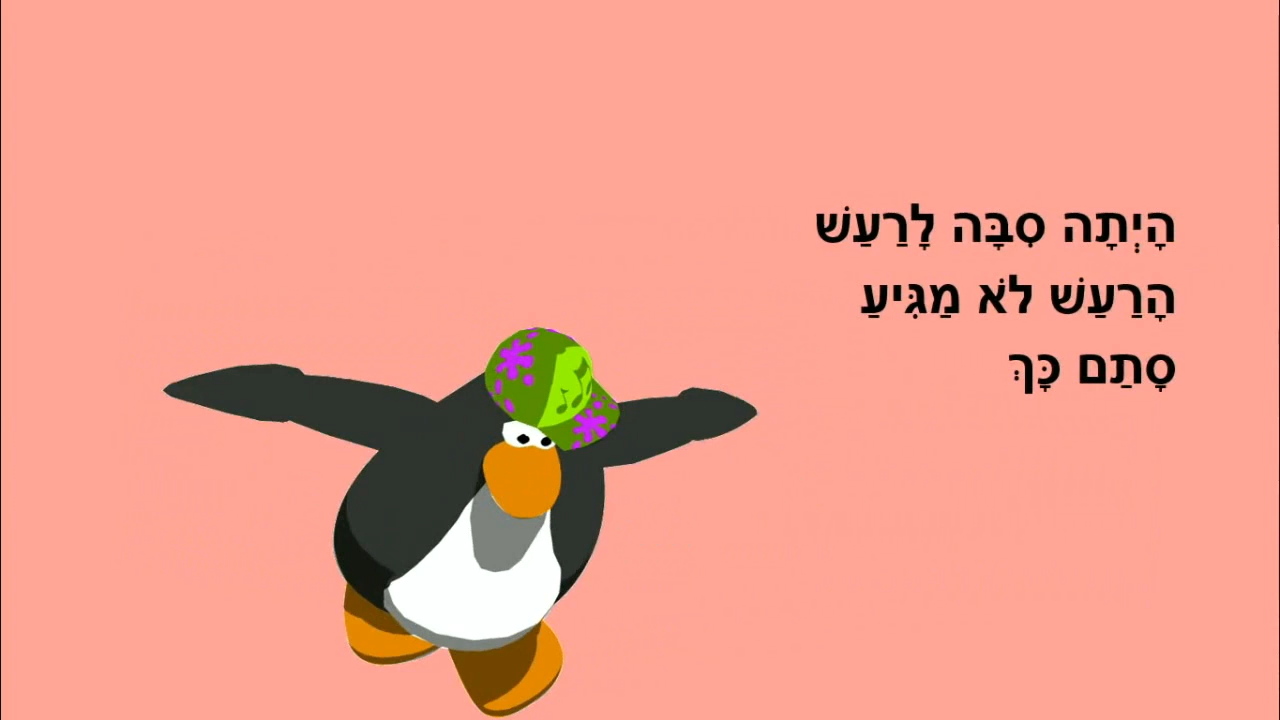 הָיְתָה סִבָּה לָרַעַשׁ
הָרַעַשׁ לֹא מַגִּיעַ
סָתַם כָּךְ